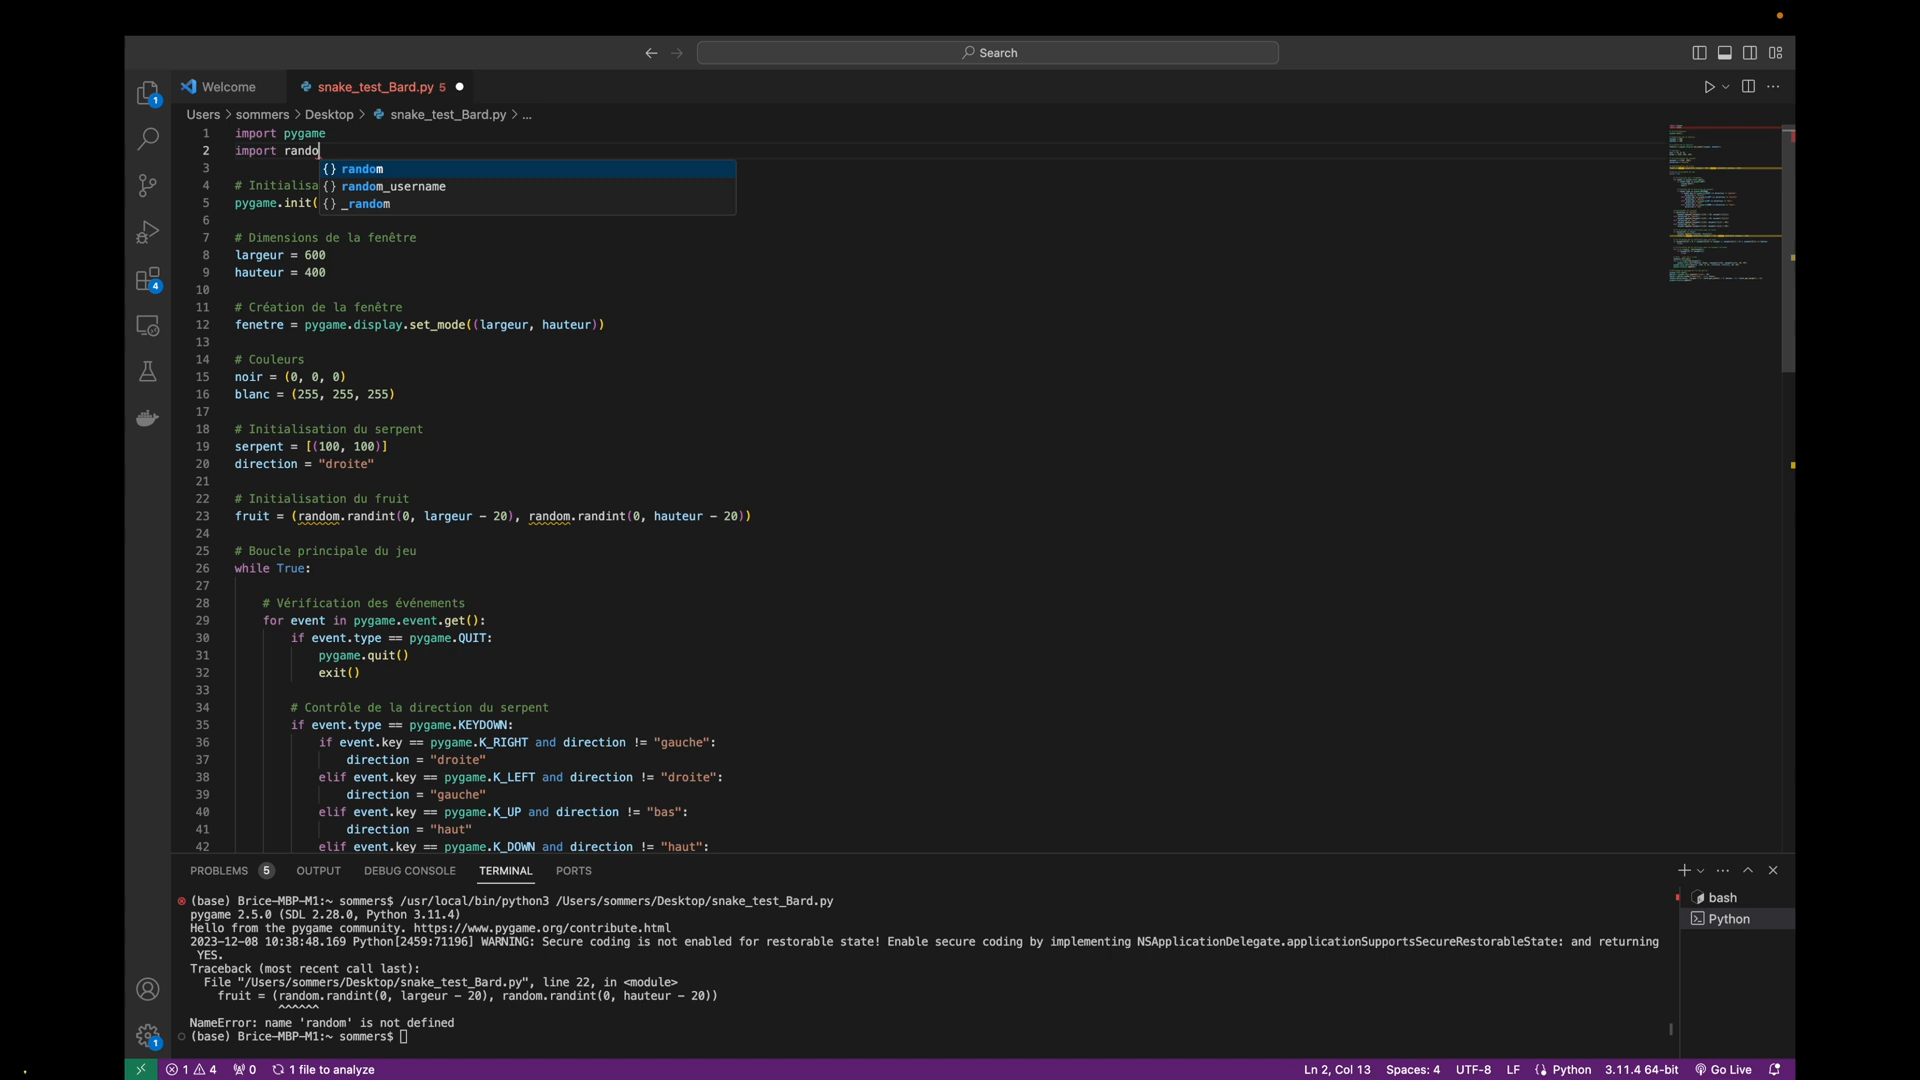 Search
Welcome
snake_test_Bard.py 5
Users > sommers > Desktop > snake_test_Bard.py > ...
1 import pygame
2 import rando
3 {} random
4 # Initialisa {} random_username
5 pygame.init( {} _random
6
7 # Dimensions de la fenêtre
8 largeur = 600
9 hauteur = 400
10
11 # Création de la fenêtre
12 fenetre = pygame.display.set_mode((largeur, hauteur))
13
14 # Couleurs
15 noir = (0, 0, 0)
16 blanc = (255, 255, 255)
17
18 # Initialisation du serpent
19 serpent = [(100, 100)]
20 direction = "droite"
21
22 # Initialisation du fruit
23 fruit = (random.randint(0, largeur - 20), random.randint(0, hauteur - 20))
24
25 # Boucle principale du jeu
26 while True:
27
28 # Vérification des événements
29 for event in pygame.event.get():
30 if event.type == pygame.QUIT:
31 pygame.quit()
32 exit()
33
34 # Contrôle de la direction du serpent
35 if event.type == pygame.KEYDOWN:
36 if event.key == pygame.K_RIGHT and direction != "gauche":
37 direction = "droite"
38 elif event.key == pygame.K_LEFT and direction != "droite":
39 direction = "gauche"
40 elif event.key == pygame.K_UP and direction != "bas":
41 direction = "haut"
42 elif event.key == pygame.K_DOWN and direction != "haut":
PROBLEMS 5 OUTPUT DEBUG CONSOLE TERMINAL PORTS
(base) Brice-MBP-M1:~ sommers$ /usr/local/bin/python3 /Users/sommers/Desktop/snake_test_Bard.py
pygame 2.5.0 (SDL 2.28.0, Python 3.11.4)
Hello from the pygame community. https://www.pygame.org/contribute.html
2023-12-08 10:38:48.169 Python[2459:71196] WARNING: Secure coding is not enabled for restorable state! Enable secure coding by implementing NSApplicationDelegate.applicationSupportsSecureRestorableState: and returning
YES.
Traceback (most recent call last):
File "/Users/sommers/Desktop/snake_test_Bard.py", line 22, in <module>
fruit = (random.randint(0, largeur - 20), random.randint(0, hauteur - 20))
^^^^^^
NameError: name 'random' is not defined
(base) Brice-MBP-M1:~ sommers$
bash
Python
1
4
1
1 4 0 1 file to analyze Ln 2, Col 13 Spaces: 4 UTF-8 LF {} Python 3.11.4 64-bit Go Live